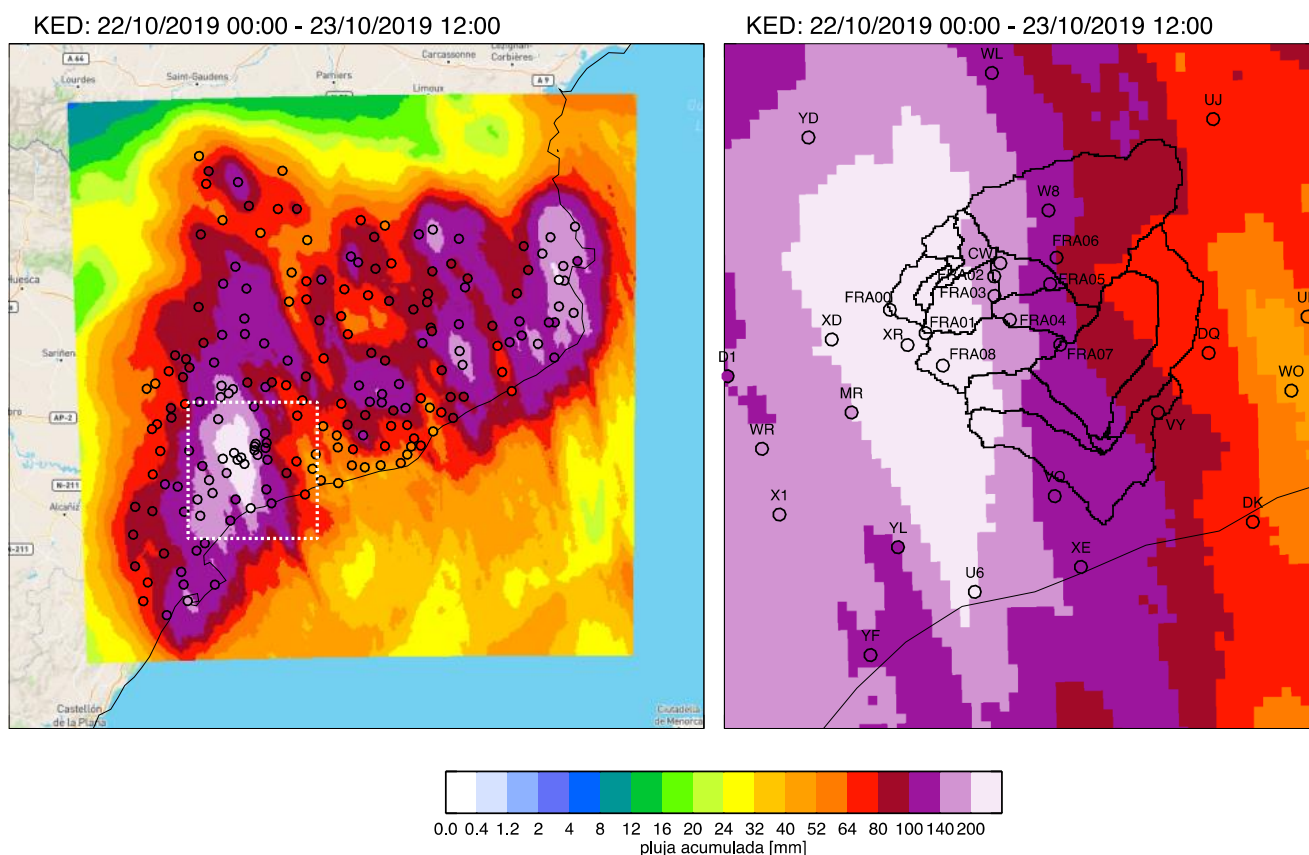 KED: 22/10/2019 00:00 - 23/10/2019 12:00
KED: 22/10/2019 00:00 - 23/10/2019 12:00
A 66
Lourdes
Saint-Gaudens
Pamiers
Carcassonne
Corbières
A 9
Limoux
Huesca
Sariñen
AP-2
N-211
Alcañiz
Castellón
de la Plana
Ciutadella
de Menorca
WL
YD
UJ
W8
CW
FRA06
FRA02
FRA05
FRA03
FRA00
FRA04
FRA01
XD
XR
FRA07
DQ
FRA08
D1
WO
MR
VY
WR
X1
DK
YL
XE
U6
YF
0.0 0.4 1.2 2 4 8 12 16 20 24 32 40 52 64 80 100 140 200
pluja acumulada [mm]